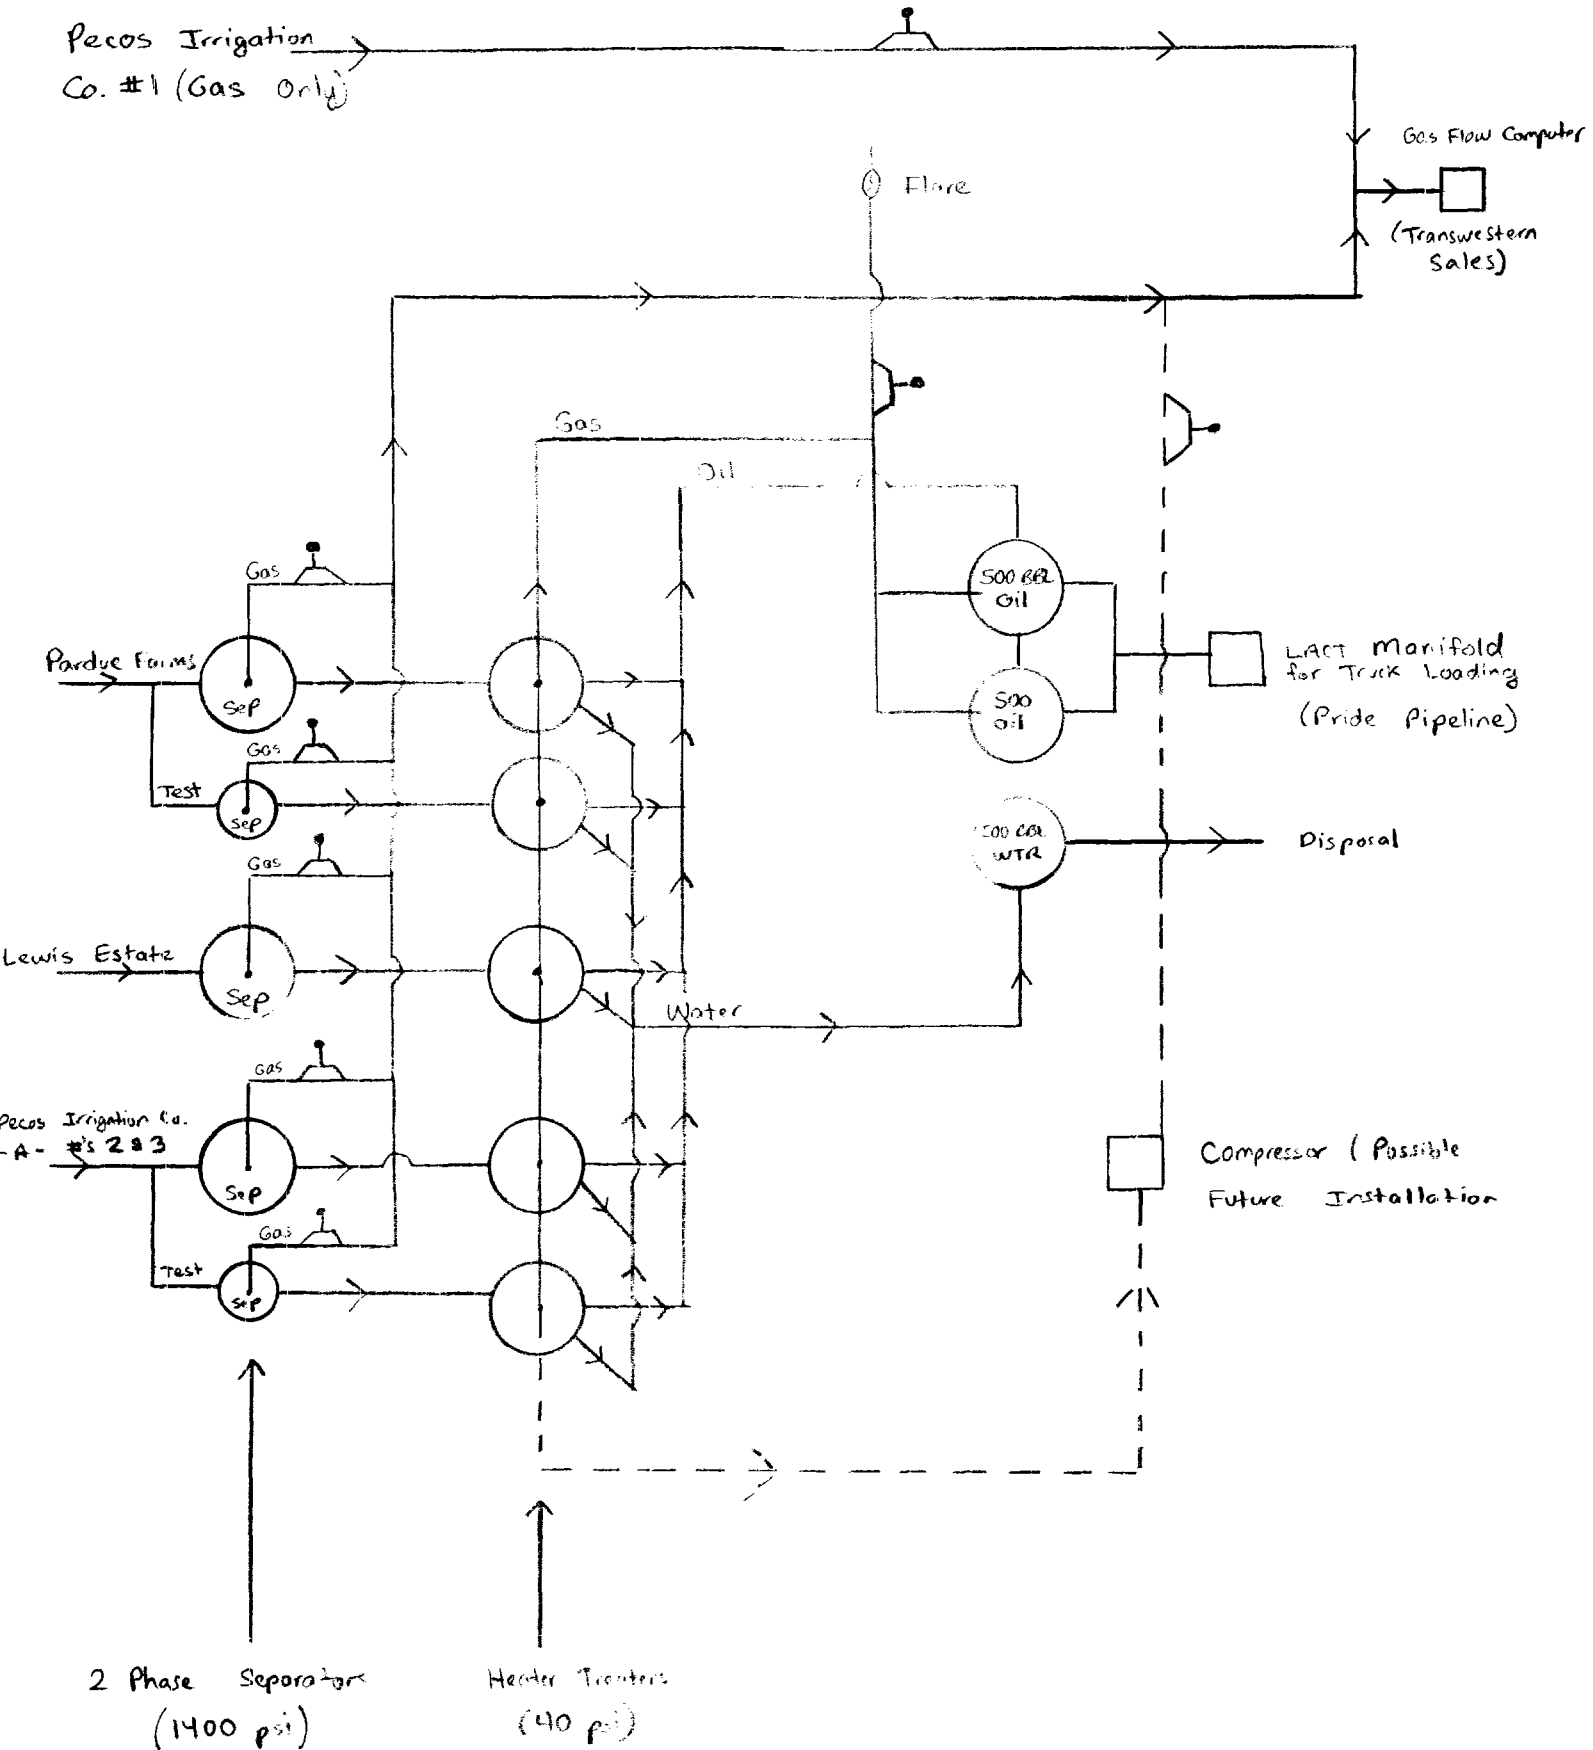 Pecos Irrigation
Co. #1 (Gas Only)
Gas Flow Computer
(Transwestern
Sales)
Flare
Gas
Oil
Gas
500 BBL
Oil
Pardue Farms
Sep
LACT Manifold
for Truck Loading
(Pride Pipeline)
500
oil
Gas
Test
Sep
500 BBL
WTR
Disposal
Gas
Lewis Estate
Sep
Water
Gas
Pecos Irrigation Co.
-A- #'s 2 & 3
Sep
Compressor (Possible
Future Installation
Gas
Test
Sep
2 Phase Separators
(1400 psi)
Heater Treaters
(40 psi)